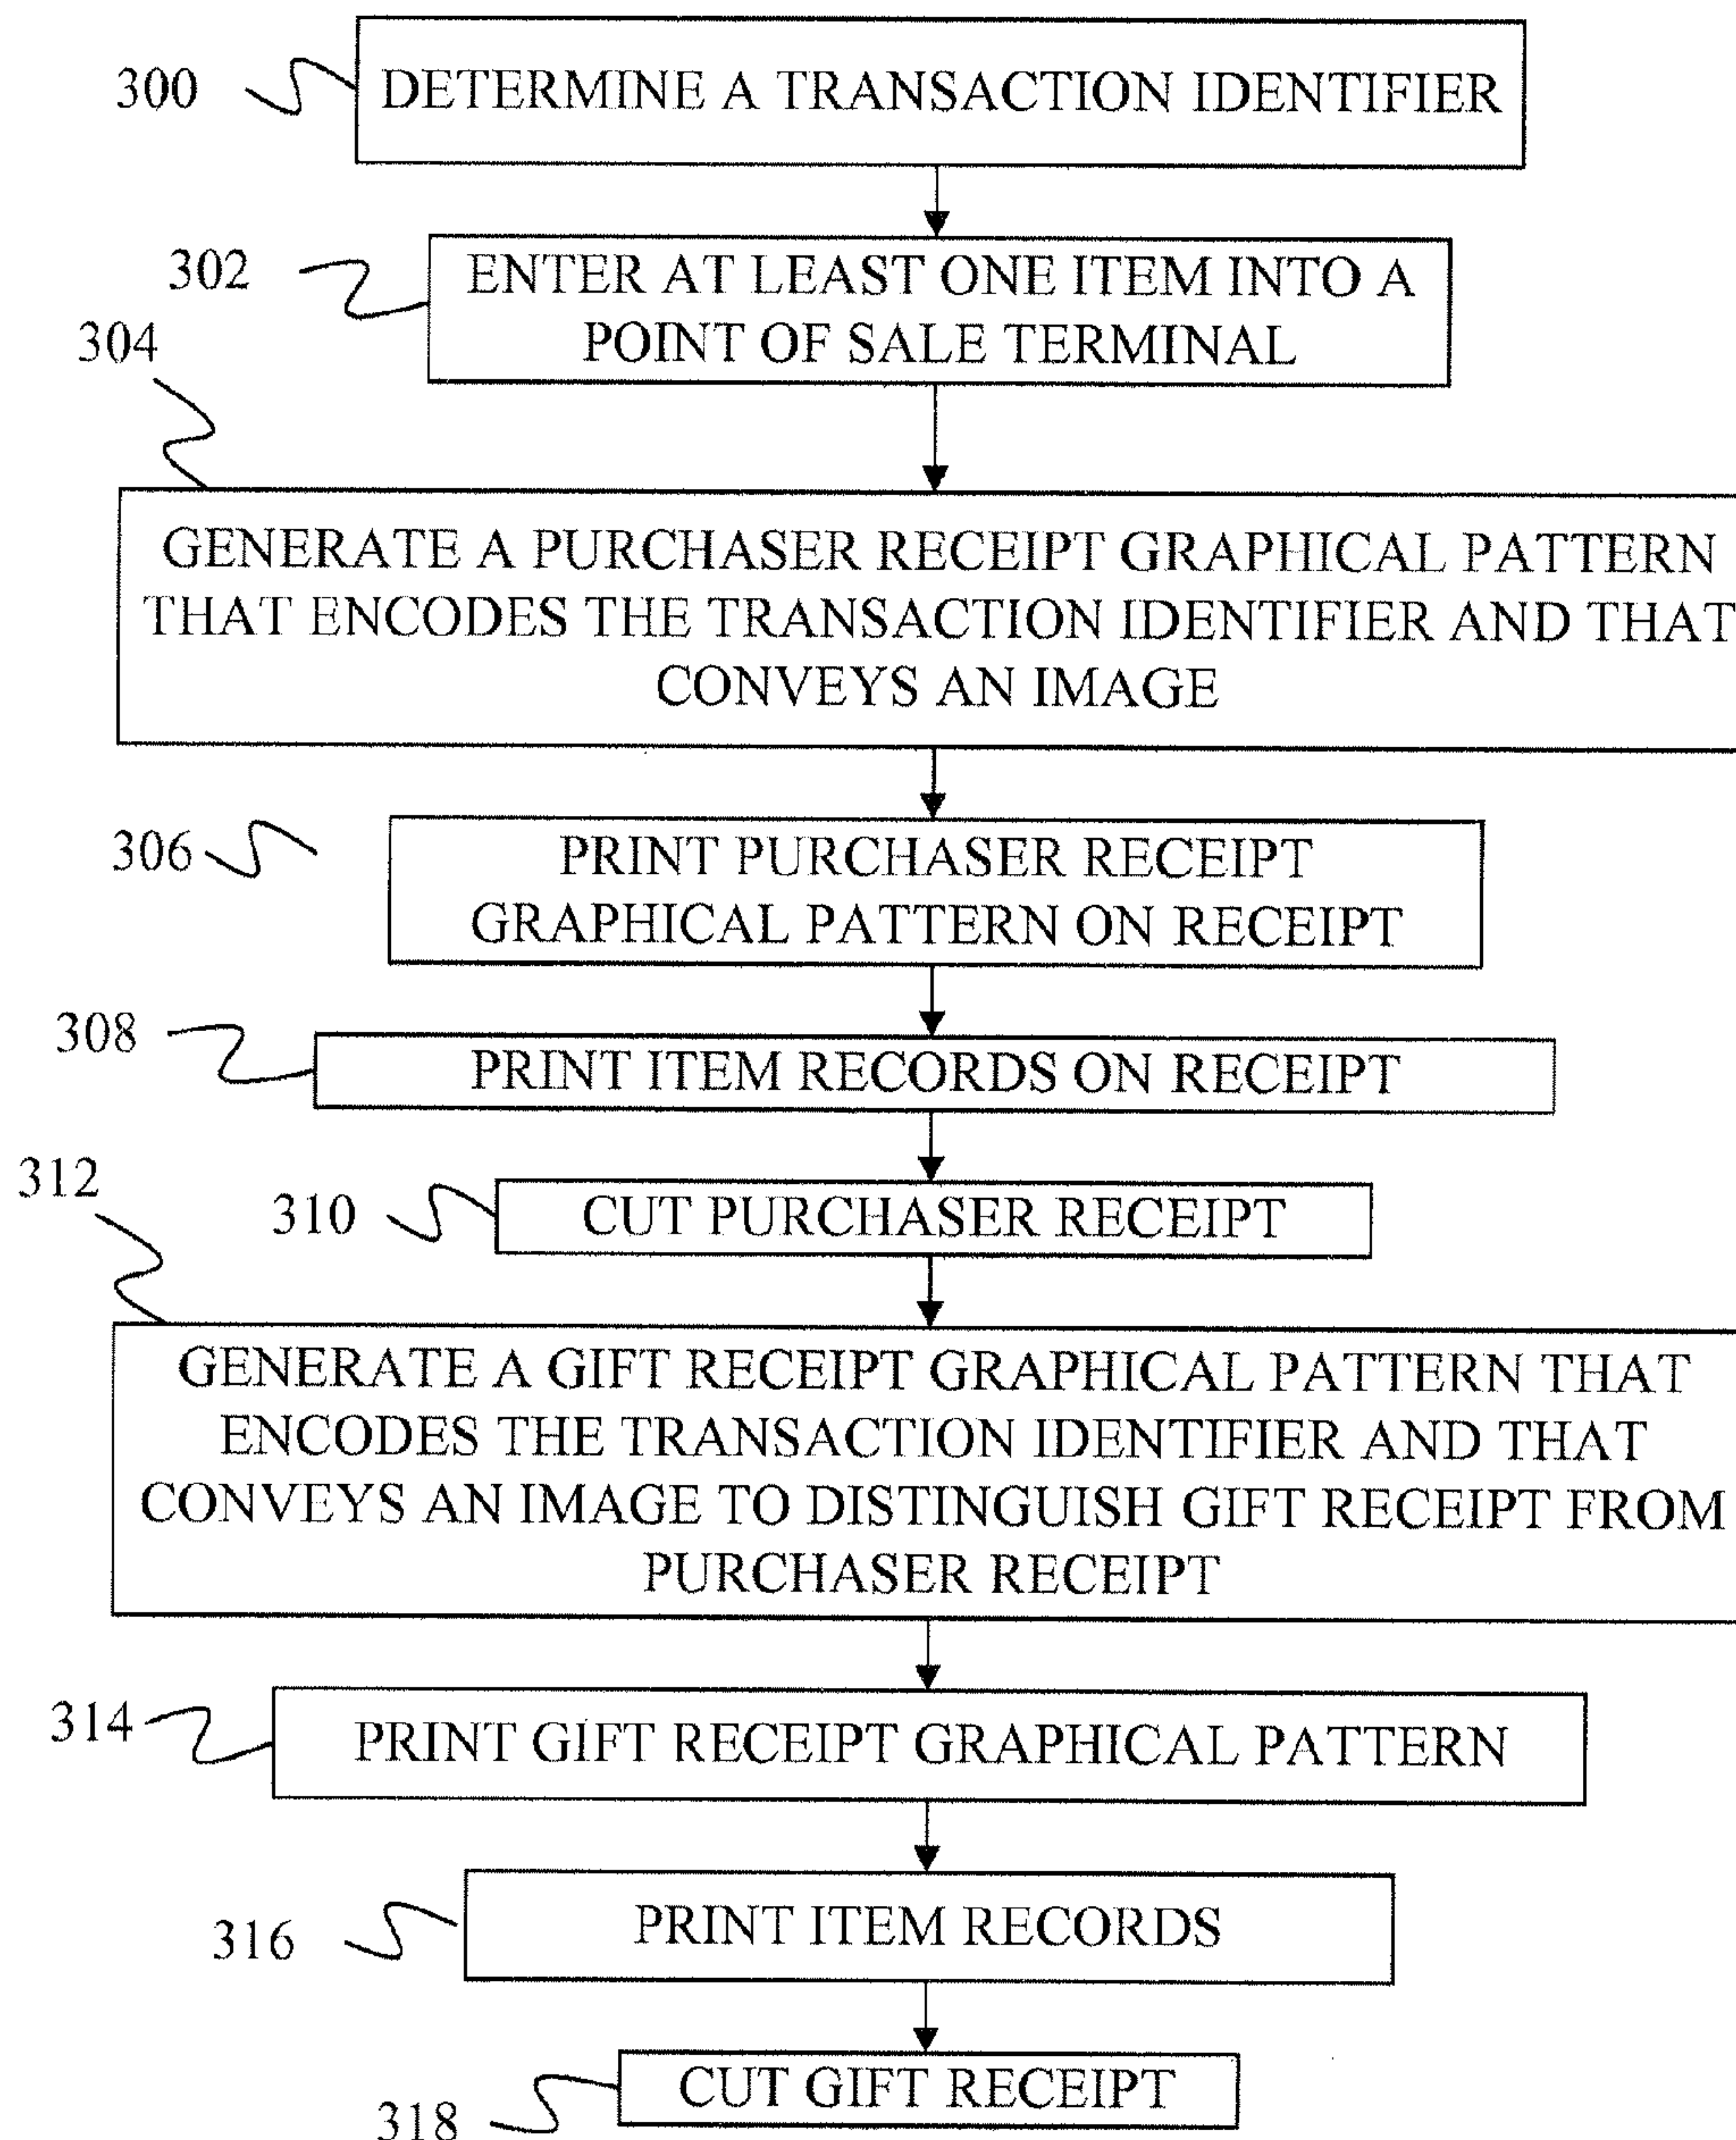 300
DETERMINE A TRANSACTION IDENTIFIER
302
ENTER AT LEAST ONE ITEM INTO A
POINT OF SALE TERMINAL
304
GENERATE A PURCHASER RECEIPT GRAPHICAL PATTERN
THAT ENCODES THE TRANSACTION IDENTIFIER AND THAT
CONVEYS AN IMAGE
306
PRINT PURCHASER RECEIPT
GRAPHICAL PATTERN ON RECEIPT
308
PRINT ITEM RECORDS ON RECEIPT
310
CUT PURCHASER RECEIPT
312
GENERATE A GIFT RECEIPT GRAPHICAL PATTERN THAT
ENCODES THE TRANSACTION IDENTIFIER AND THAT
CONVEYS AN IMAGE TO DISTINGUISH GIFT RECEIPT FROM
PURCHASER RECEIPT
314
PRINT GIFT RECEIPT GRAPHICAL PATTERN
316
PRINT ITEM RECORDS
318
CUT GIFT RECEIPT